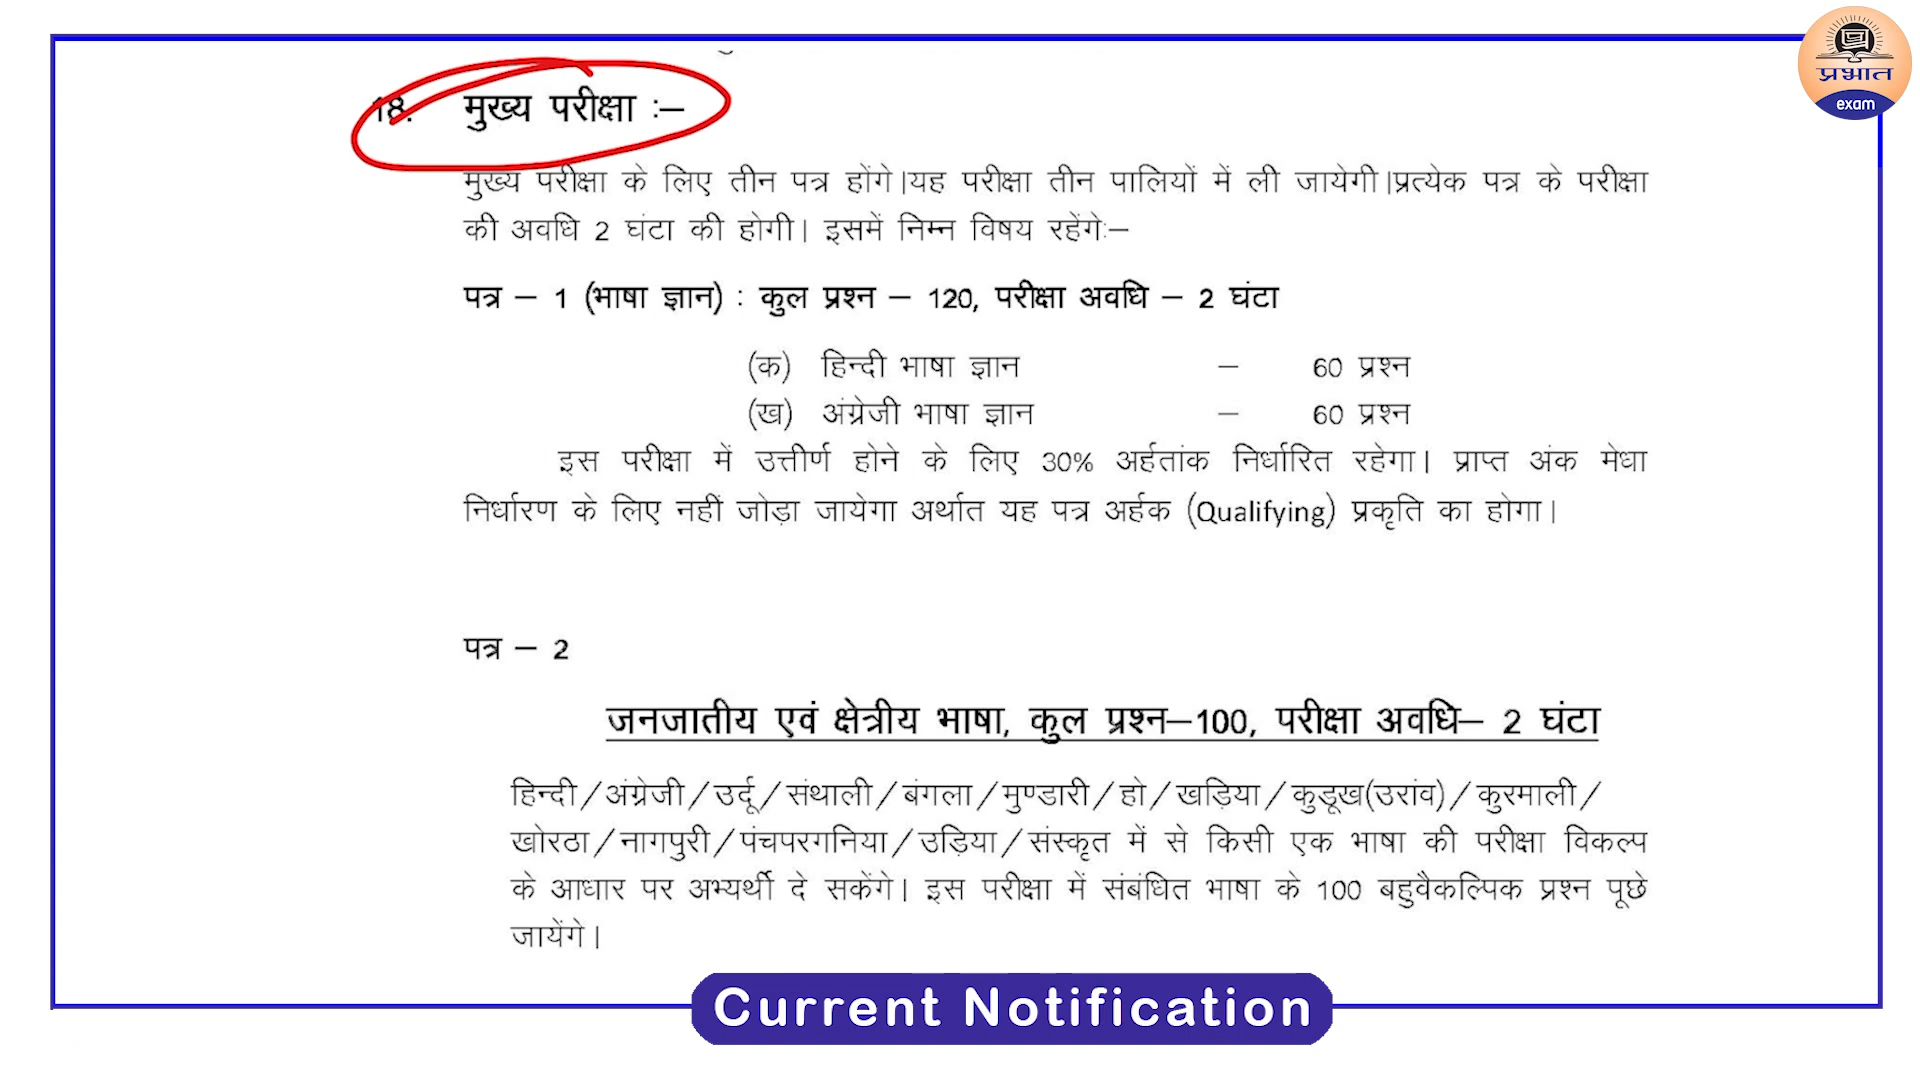 प्रभात
exam
18. मुख्य परीक्षा :–
मुख्य परीक्षा के लिए तीन पत्र होंगे।यह परीक्षा तीन पालियों में ली जायेगी।प्रत्येक पत्र के परीक्षा
की अवधि 2 घंटा की होगी। इसमें निम्न विषय रहेंगेः–
पत्र – 1 (भाषा ज्ञान) : कुल प्रश्न – 120, परीक्षा अवधि – 2 घंटा
(क) हिन्दी भाषा ज्ञान – 60 प्रश्न
(ख) अंग्रेजी भाषा ज्ञान – 60 प्रश्न
इस परीक्षा में उत्तीर्ण होने के लिए 30% अर्हतांक निर्धारित रहेगा। प्राप्त अंक मेधा
निर्धारण के लिए नहीं जोड़ा जायेगा अर्थात यह पत्र अर्हक (Qualifying) प्रकृति का होगा।
पत्र – 2
जनजातीय एवं क्षेत्रीय भाषा, कुल प्रश्न–100, परीक्षा अवधि– 2 घंटा
हिन्दी/अंग्रेजी/उर्दू/संथाली/बंगला/मुण्डारी/हो/खड़िया/कुडूख(उरांव)/कुरमाली/
खोरठा/नागपुरी/पंचपरगनिया/उड़िया/संस्कृत में से किसी एक भाषा की परीक्षा विकल्प
के आधार पर अभ्यर्थी दे सकेंगे। इस परीक्षा में संबंधित भाषा के 100 बहुवैकल्पिक प्रश्न पूछे
जायेंगे।
Current Notification